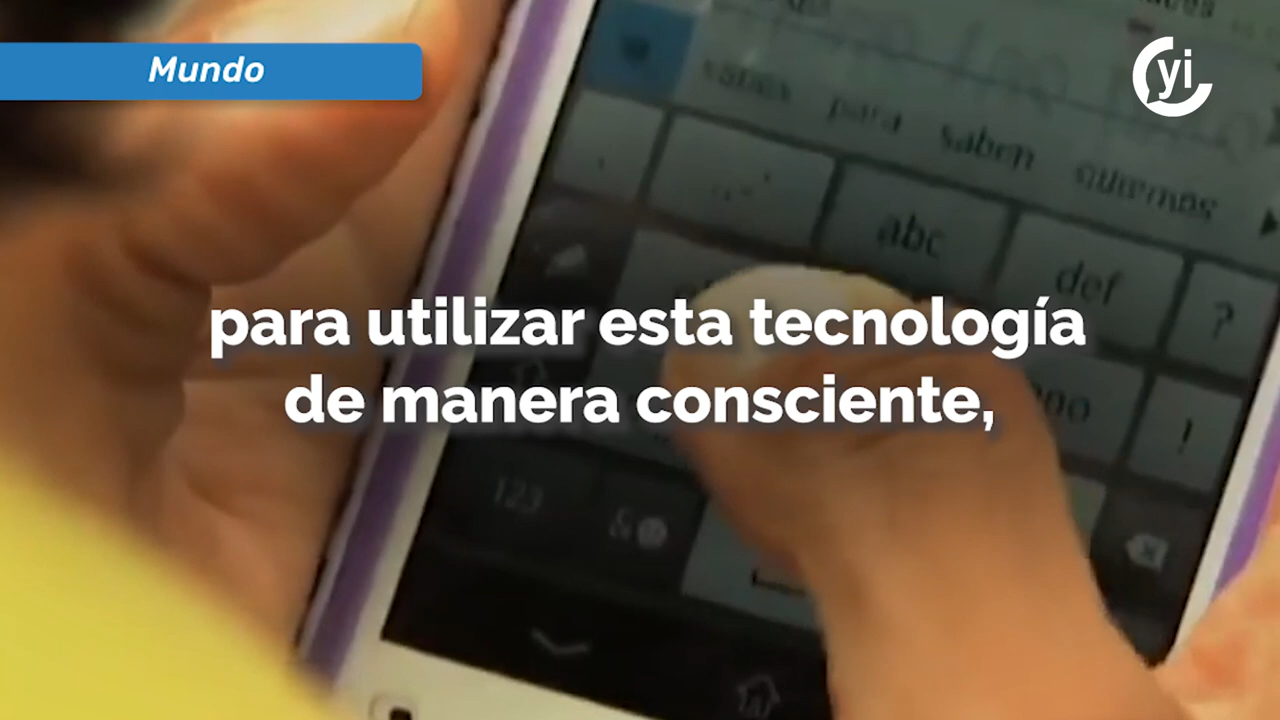 Mundo
yi
para saben
abc
def
?
para utilizar esta tecnología
de manera consciente,
!
123
&